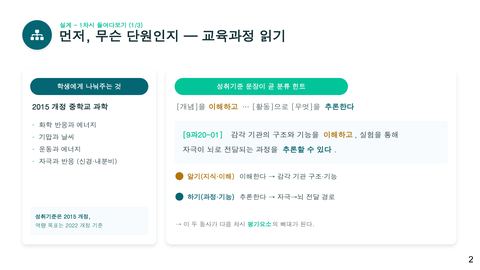 설계 – 1차시 들여다보기 (1/3)
먼저, 무슨 단원인지 — 교육과정 읽기
학생에게 나눠주는 것
2015 개정 중학교 과학
- 화학 반응과 에너지
- 기압과 날씨
- 운동과 에너지
- 자극과 반응 (신경·내분비)
성취기준은 2015 개정,
역량 목표는 2022 개정 기준
성취기준 문장이 곧 분류 힌트
[개념]을 이해하고 … [활동]으로 [무엇]을 추론한다
[9과20-01] 감각 기관의 구조와 기능을 이해하고, 실험을 통해
자극이 뇌로 전달되는 과정을 추론할 수 있다.
알기(지식·이해) 이해한다 → 감각 기관 구조·기능
하기(과정·기능) 추론한다 → 자극→뇌 전달 경로
→ 이 두 동사가 다음 차시 평가요소의 뼈대가 된다.
2